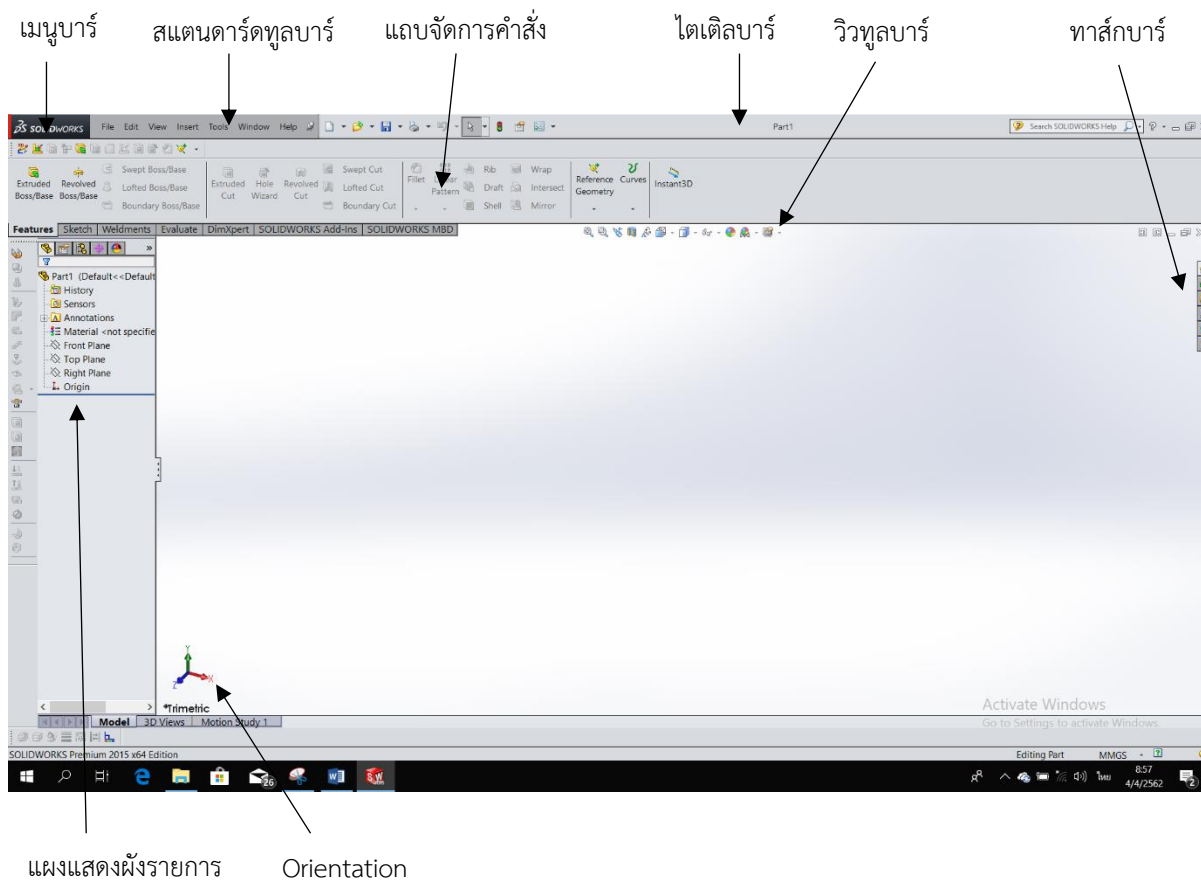 เมนูบาร์ สแตนดาร์ดทูลบาร์ แถบจัดการคำสั่ง ไตเติลบาร์ วิวทูลบาร์ ทาส์กบาร์
SOLIDWORKS File Edit View Insert Tools Window Help Part1 Search SOLIDWORKS Help
Extruded Boss/Base
Revolved Boss/Base
Swept Boss/Base
Lofted Boss/Base
Boundary Boss/Base
Extruded Cut
Hole Wizard
Revolved Cut
Swept Cut
Lofted Cut
Boundary Cut
Fillet
Pattern
Rib
Draft
Shell
Wrap
Intersect
Mirror
Reference Geometry
Curves
Instant3D
Features Sketch Weldments Evaluate DimXpert SOLIDWORKS Add-Ins SOLIDWORKS MBD
Part1 (Default<<Default
History
Sensors
A Annotations
Material <not specifie
Front Plane
Top Plane
Right Plane
Origin
Y
X
Z
*Trimetric
Activate Windows
Go to Settings to activate Windows.
Model 3D Views Motion Study 1
SOLIDWORKS Premium 2015 x64 Edition Editing Part MMGS
26 ไทย 8:57
4/4/2562 2
แผงแสดงผังรายการ Orientation